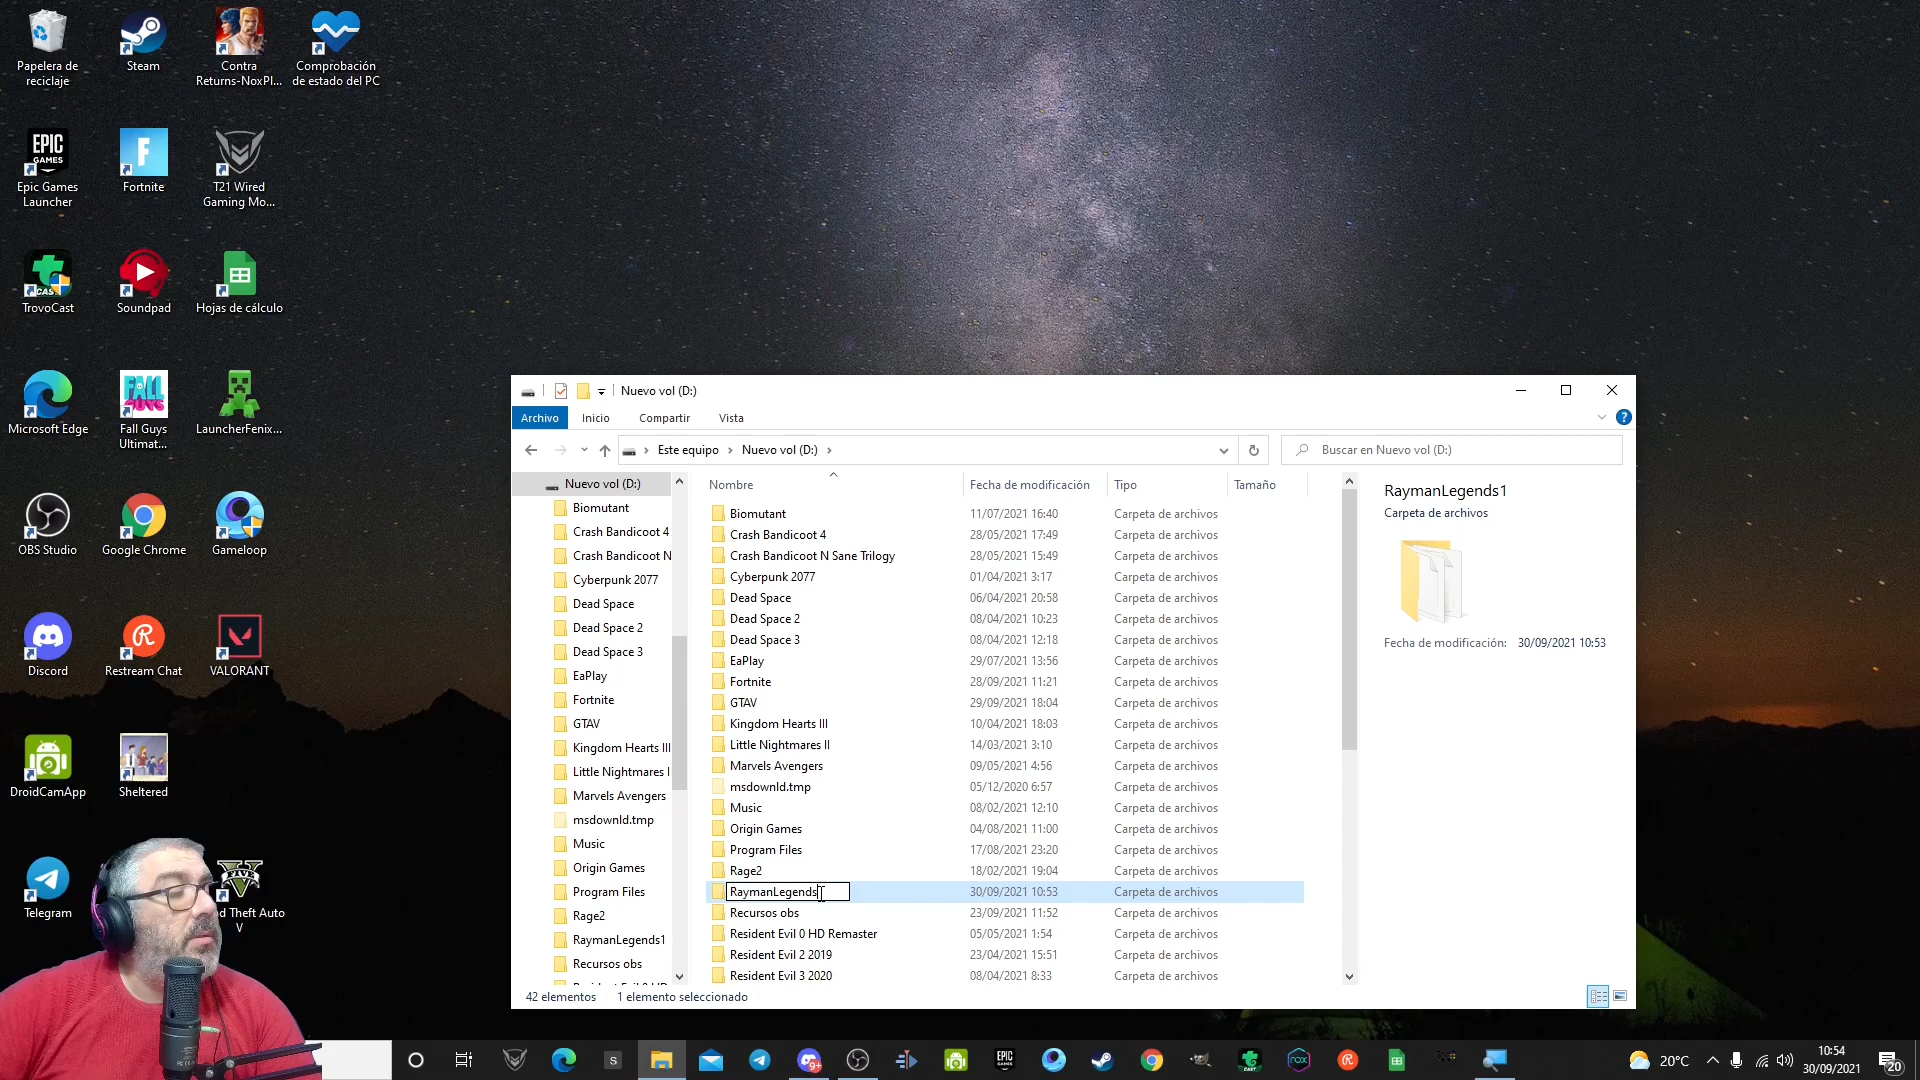 Papelera de
reciclaje
Steam
Contra
Returns-NoxPl...
Comprobación
de estado del PC
EPIC
GAMES
Epic Games
Launcher
Fortnite
T21 Wired
Gaming Mo...
CAST
TrovoCast
Soundpad
Hojas de cálculo
Microsoft Edge
FALL
GUYS
Fall Guys
Ultimat...
LauncherFenix...
OBS Studio
Google Chrome
Gameloop
Discord
Restream Chat
VALORANT
DroidCamApp
Sheltered
Telegram
FIVE
d Theft Auto
V
Nuevo vol (D:)
Archivo
Inicio
Compartir
Vista
Este equipo > Nuevo vol (D:) >
Buscar en Nuevo vol (D:)
Nuevo vol (D:)
Biomutant
Crash Bandicoot 4
Crash Bandicoot N
Cyberpunk 2077
Dead Space
Dead Space 2
Dead Space 3
EaPlay
Fortnite
GTAV
Kingdom Hearts III
Little Nightmares I
Marvels Avengers
msdownld.tmp
Music
Origin Games
Program Files
Rage2
RaymanLegends1
Recursos obs
Nombre Fecha de modificación Tipo Tamaño
Biomutant 11/07/2021 16:40 Carpeta de archivos
Crash Bandicoot 4 28/05/2021 17:49 Carpeta de archivos
Crash Bandicoot N Sane Trilogy 28/05/2021 15:49 Carpeta de archivos
Cyberpunk 2077 01/04/2021 3:17 Carpeta de archivos
Dead Space 06/04/2021 20:58 Carpeta de archivos
Dead Space 2 08/04/2021 10:23 Carpeta de archivos
Dead Space 3 08/04/2021 12:18 Carpeta de archivos
EaPlay 29/07/2021 13:56 Carpeta de archivos
Fortnite 28/09/2021 11:21 Carpeta de archivos
GTAV 29/09/2021 18:04 Carpeta de archivos
Kingdom Hearts III 10/04/2021 18:03 Carpeta de archivos
Little Nightmares II 14/03/2021 3:10 Carpeta de archivos
Marvels Avengers 09/05/2021 4:56 Carpeta de archivos
msdownld.tmp 05/12/2020 6:57 Carpeta de archivos
Music 08/02/2021 12:10 Carpeta de archivos
Origin Games 04/08/2021 11:00 Carpeta de archivos
Program Files 17/08/2021 23:20 Carpeta de archivos
Rage2 18/02/2021 19:04 Carpeta de archivos
RaymanLegends 30/09/2021 10:53 Carpeta de archivos
Recursos obs 23/09/2021 11:52 Carpeta de archivos
Resident Evil 0 HD Remaster 05/05/2021 1:54 Carpeta de archivos
Resident Evil 2 2019 23/04/2021 15:51 Carpeta de archivos
Resident Evil 3 2020 08/04/2021 8:33 Carpeta de archivos
RaymanLegends1
Carpeta de archivos
Fecha de modificación: 30/09/2021 10:53
42 elementos 1 elemento seleccionado
S
9+
EPIC
GAMES
CAST
nox
20°C
10:54
30/09/2021
20